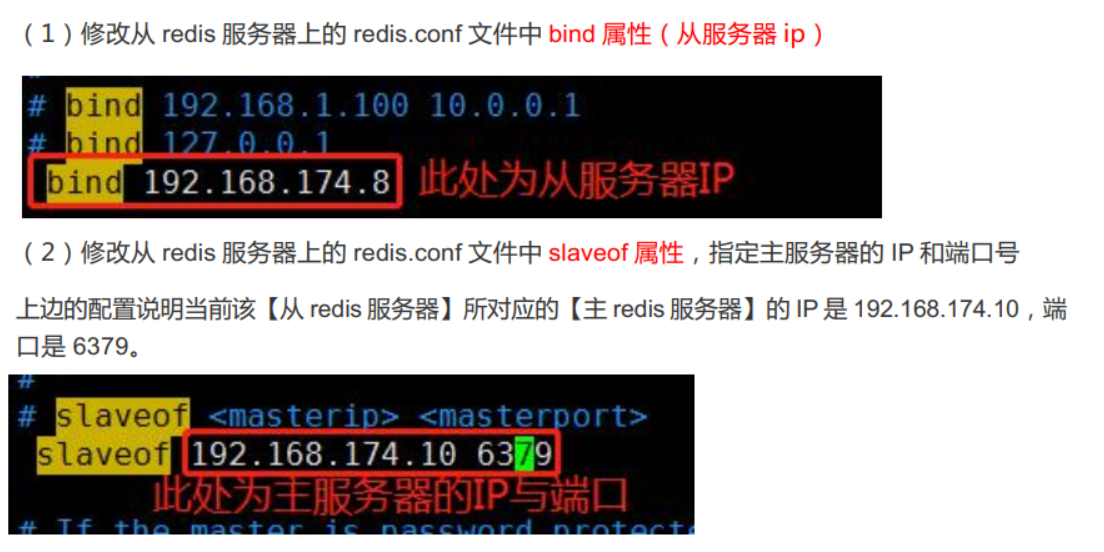 （1）修改从 redis 服务器上的 redis.conf 文件中 bind 属性（从服务器 ip）
#
# bind 192.168.1.100 10.0.0.1
# bind 127.0.0.1
bind 192.168.174.8 此处为从服务器IP
（2）修改从 redis 服务器上的 redis.conf 文件中 slaveof 属性，指定主服务器的 IP 和端口号
上边的配置说明当前该【从 redis 服务器】所对应的【主 redis 服务器】的 IP 是 192.168.174.10，端
口是 6379。
#
# slaveof <masterip> <masterport>
slaveof 192.168.174.10 6379
此处为主服务器的IP与端口
# If the master is password protecte